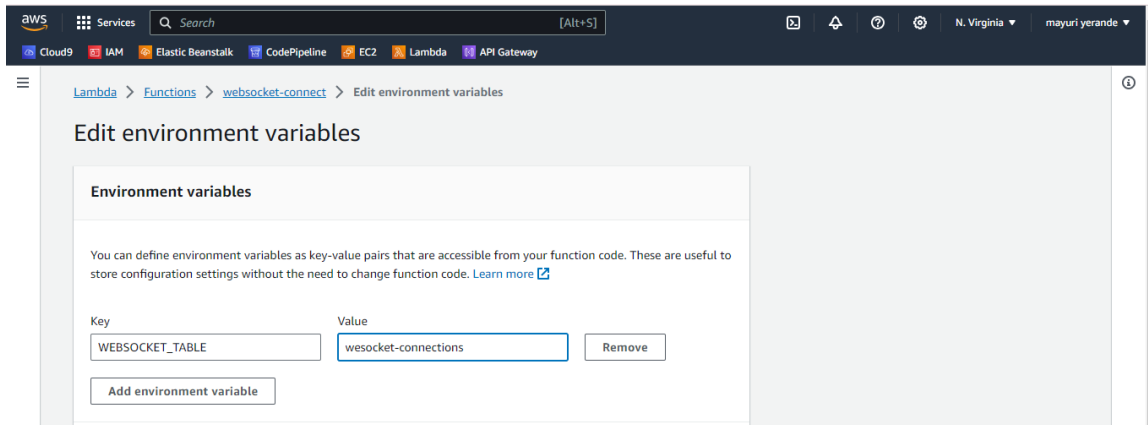 aws Services Search [Alt+S] N. Virginia mayuri yerande
Cloud9 IAM Elastic Beanstalk CodePipeline EC2 Lambda API Gateway
Lambda > Functions > websocket-connect > Edit environment variables
Edit environment variables
Environment variables
You can define environment variables as key-value pairs that are accessible from your function code. These are useful to
store configuration settings without the need to change function code. Learn more
Key Value
WEBSOCKET_TABLE wesocket-connections Remove
Add environment variable